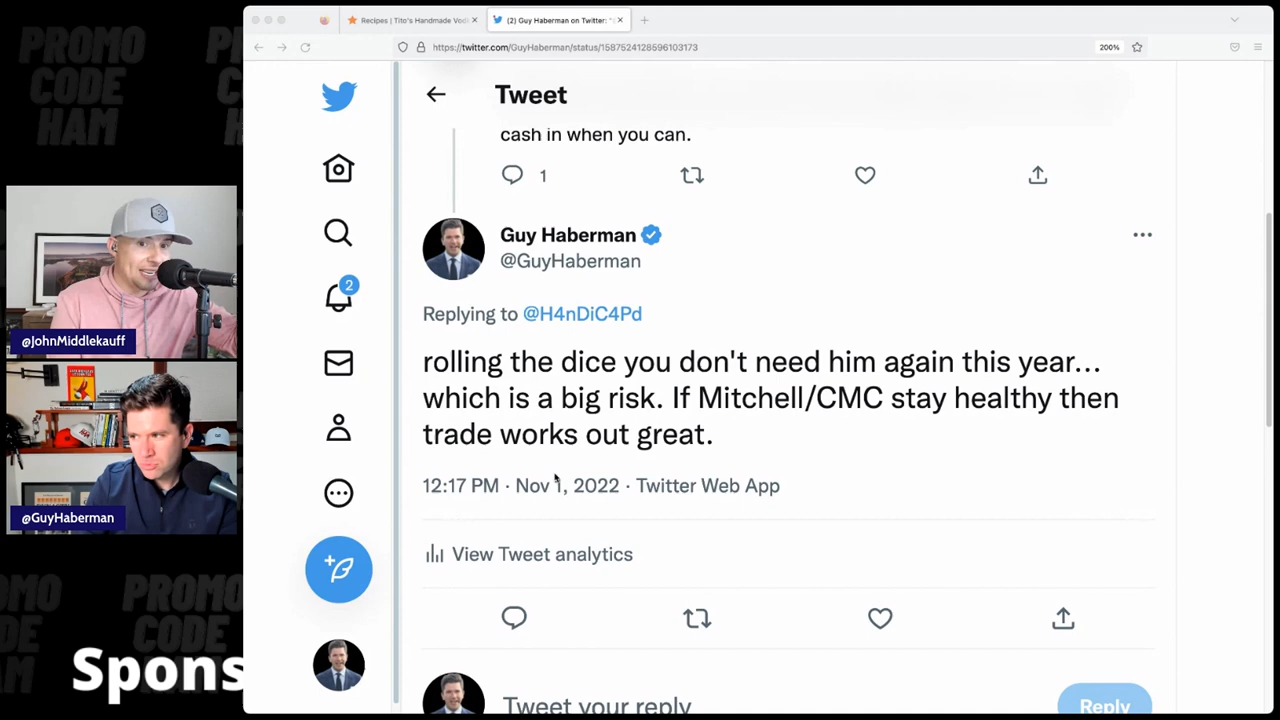 Recipes | Tito's Handmade Vod
(2) Guy Haberman on Twitter: "
https://twitter.com/GuyHaberman/status/1587524128596103173
200%
PROMO
CODE
HAM
Tweet
cash in when you can.
1
Guy Haberman
@GuyHaberman
Replying to @H4nDiC4Pd
rolling the dice you don't need him again this year...
which is a big risk. If Mitchell/CMC stay healthy then
trade works out great.
12:17 PM · Nov 1, 2022 · Twitter Web App
View Tweet analytics
Tweet your reply
Reply
2
@JohnMiddlekauff
@GuyHaberman
PROMO
CODE
Spons